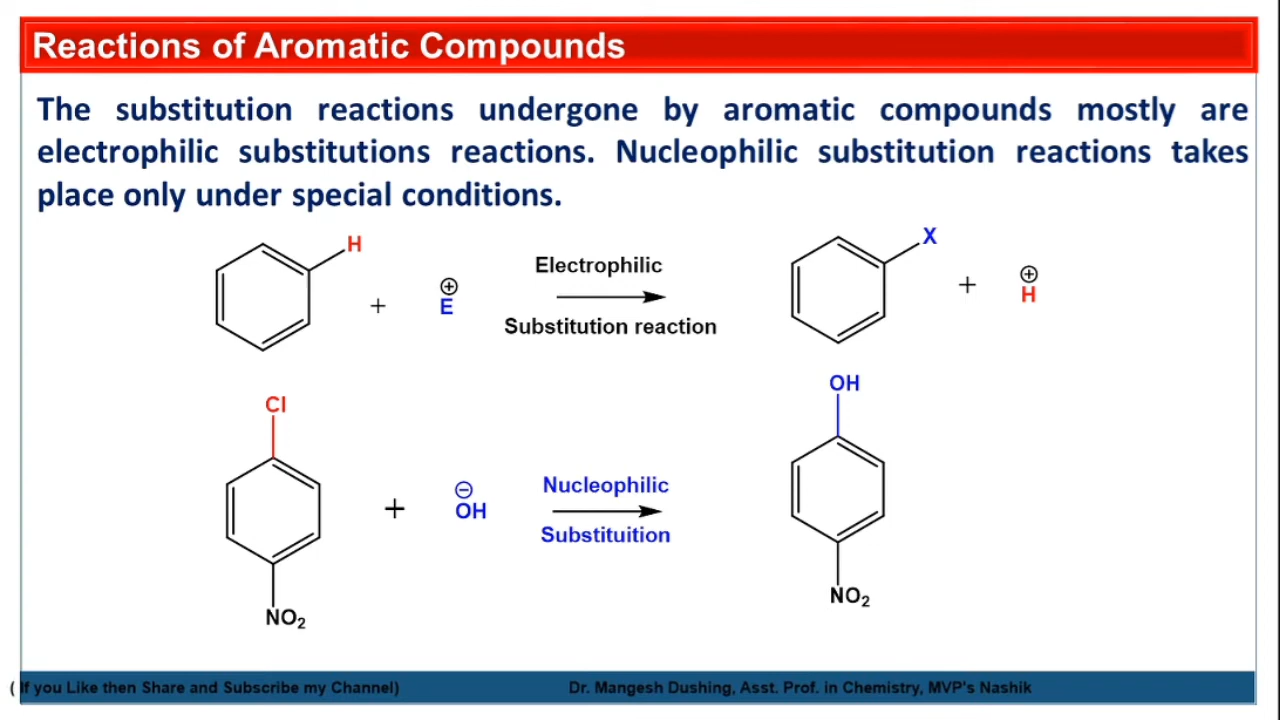 Reactions of Aromatic Compounds
The substitution reactions undergone by aromatic compounds mostly are
electrophilic substitutions reactions. Nucleophilic substitution reactions takes
place only under special conditions.
H
+
⊕
E
Electrophilic
Substitution reaction
X
+
⊕
H
Cl
NO₂
+
⊖
OH
Nucleophilic
Substituition
OH
NO₂
( If you Like then Share and Subscribe my Channel)
Dr. Mangesh Dushing, Asst. Prof. in Chemistry, MVP's Nashik